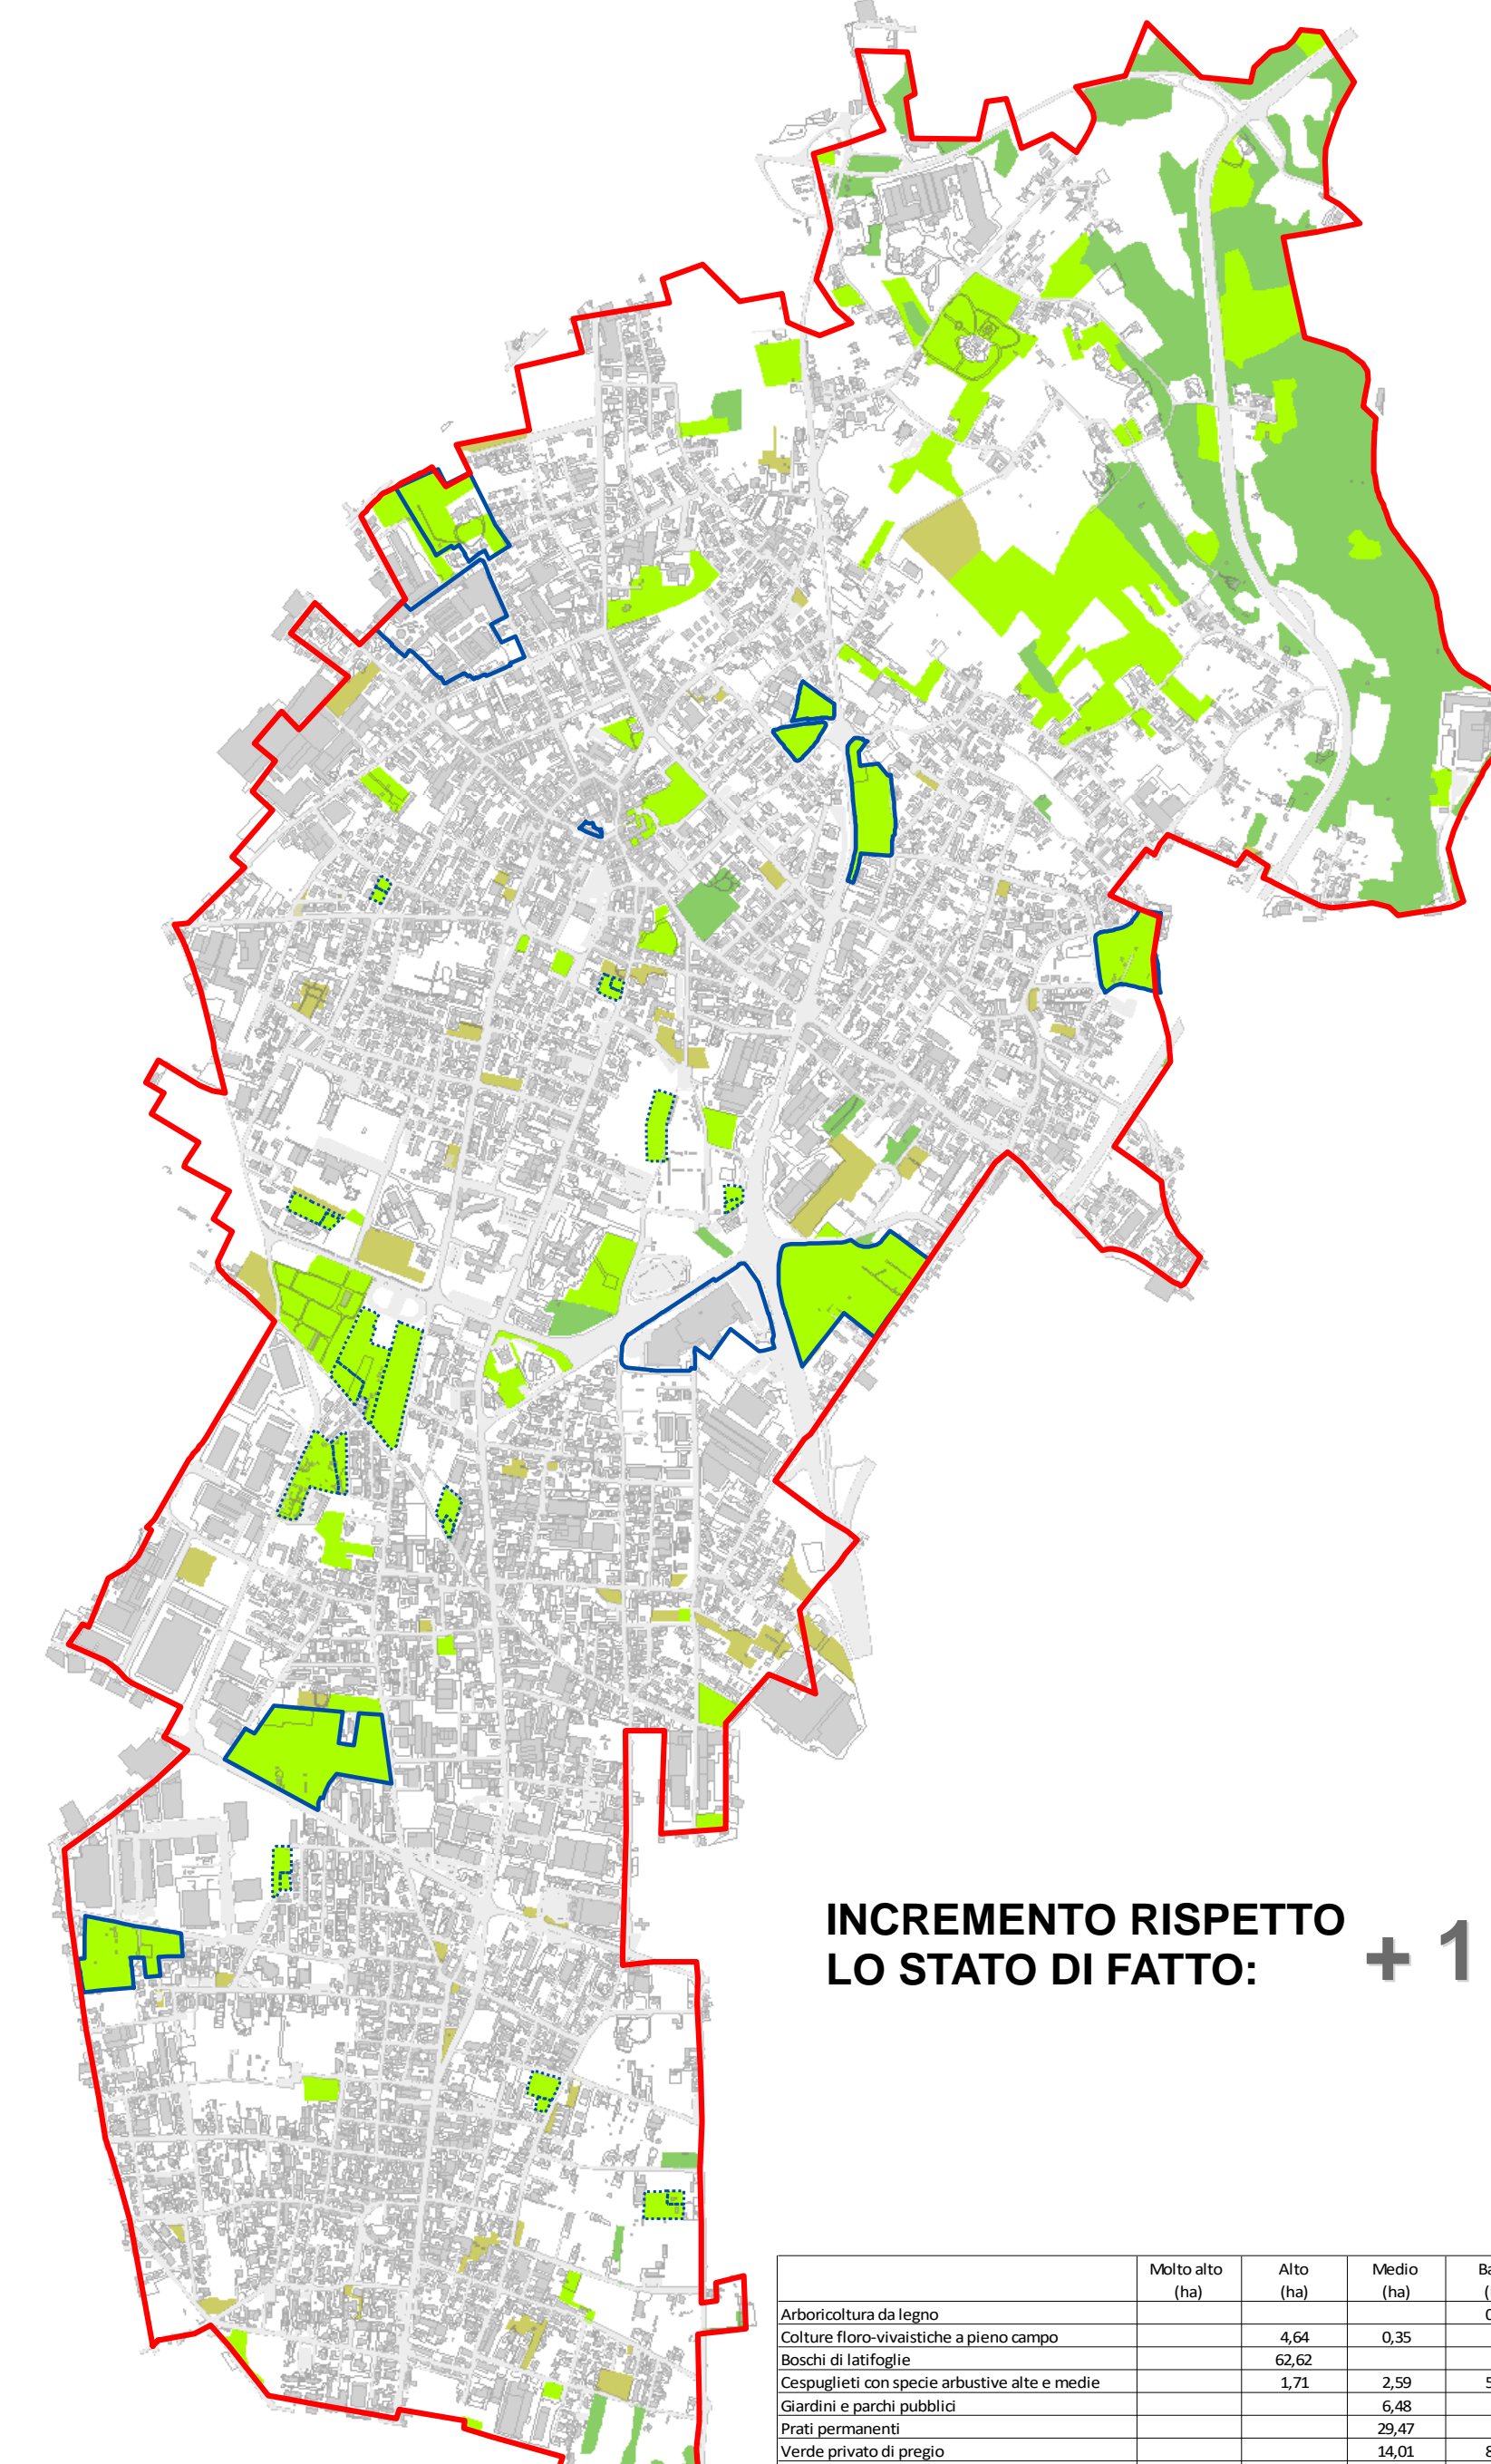 INCREMENTO RISPETTO
LO STATO DI FATTO:
+ 1
Molto alto Alto Medio
(ha) (ha) (ha)
Arboricoltura da legno
Colture floro-vivaistiche a pieno campo 4,64 0,35
Boschi di latifoglie 62,62
Cespuglieti con specie arbustive alte e medie 1,71 2,59
Giardini e parchi pubblici 6,48
Prati permanenti 29,47
Verde privato di pregio 14,01